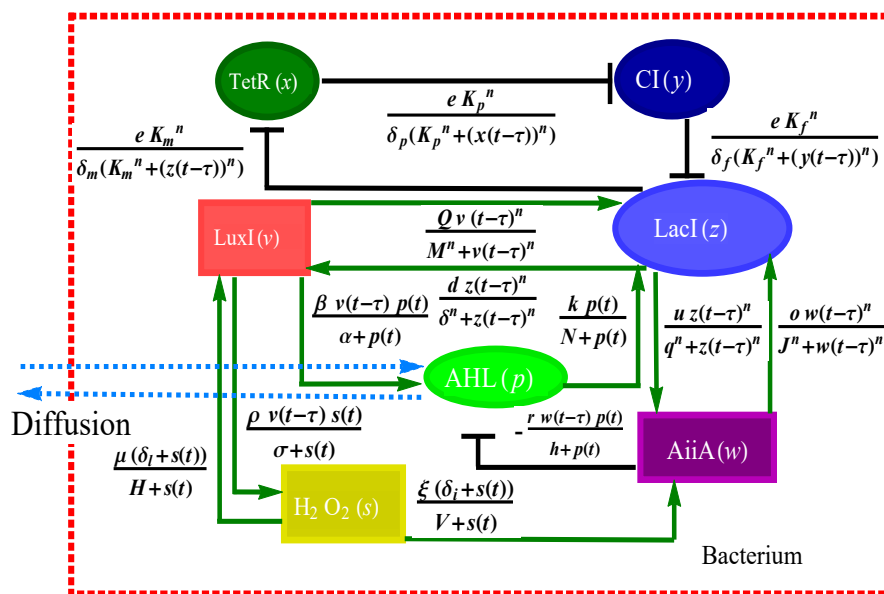 TetR (x)
CI (y)
e K_p^n / δ_p(K_p^n+(x(t-τ))^n)
e K_m^n / δ_m(K_m^n+(z(t-τ))^n)
e K_f^n / δ_f(K_f^n+(y(t-τ))^n)
LuxI (v)
Q v (t-τ)^n / M^n+v(t-τ)^n
LacI (z)
β v(t-τ) p(t) / α+p(t)
d z(t-τ)^n / δ^n+z(t-τ)^n
k p(t) / N+p(t)
u z(t-τ)^n / q^n+z(t-τ)^n
o w(t-τ)^n / J^n+w(t-τ)^n
AHL (p)
Diffusion
μ (δ_l+s(t)) / H+s(t)
ρ v(t-τ) s(t) / σ+s(t)
- r w(t-τ) p(t) / h+p(t)
AiiA (w)
H_2 O_2 (s)
ξ (δ_i+s(t)) / V+s(t)
Bacterium